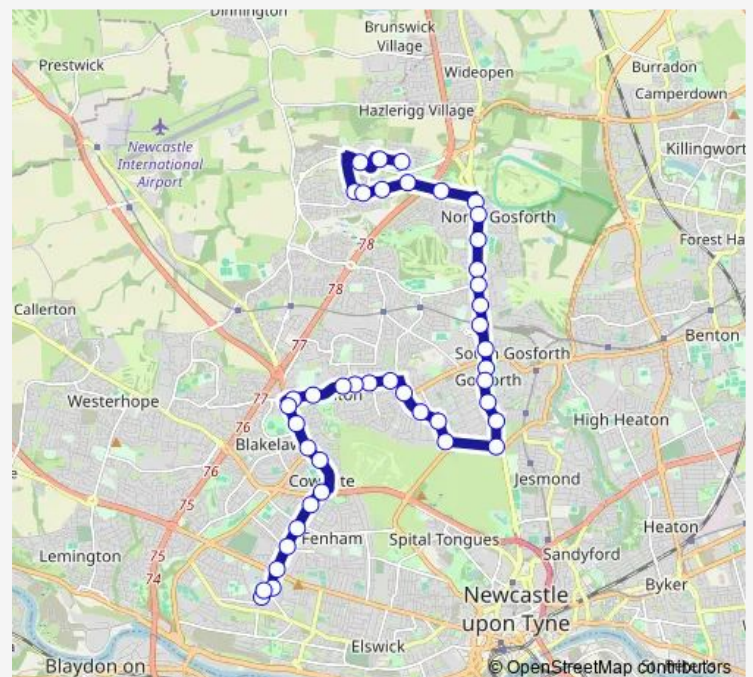 Dinnington
Brunswick
Village
Prestwick
Wideopen
Burradon
Camperdown
Hazlerigg Village
Newcastle
International
Airport
Killingwort
North Gosforth
78
Forest Ha
78
Callerton
77
Benton
South Gosforth
Gosforth
Westerhope
77
76
High Heaton
Blakelaw
76
Cowgate
Jesmond
75
Heaton
Lemington
Fenham
Spital Tongues
Sandyford
75
74
Byker
Newcastle
upon Tyne
Elswick
Blaydon on
© OpenStreetMap contributors